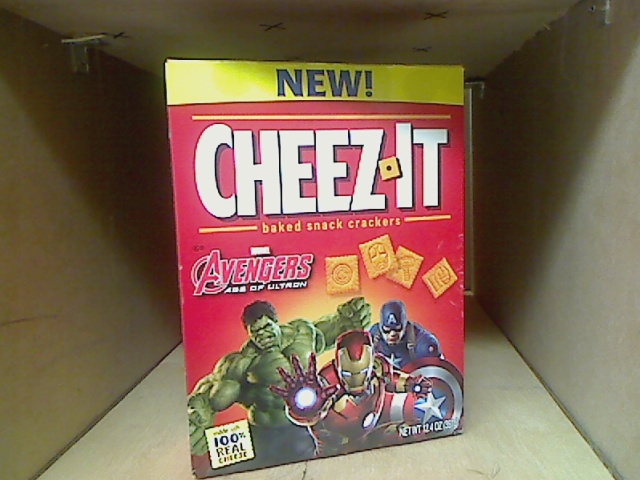 NEW!
CHEEZ-IT
baked snack crackers
MARVEL
AVENGERS
AGE OF ULTRON
made with
100%
REAL
CHEESE
NET WT 12.4 OZ